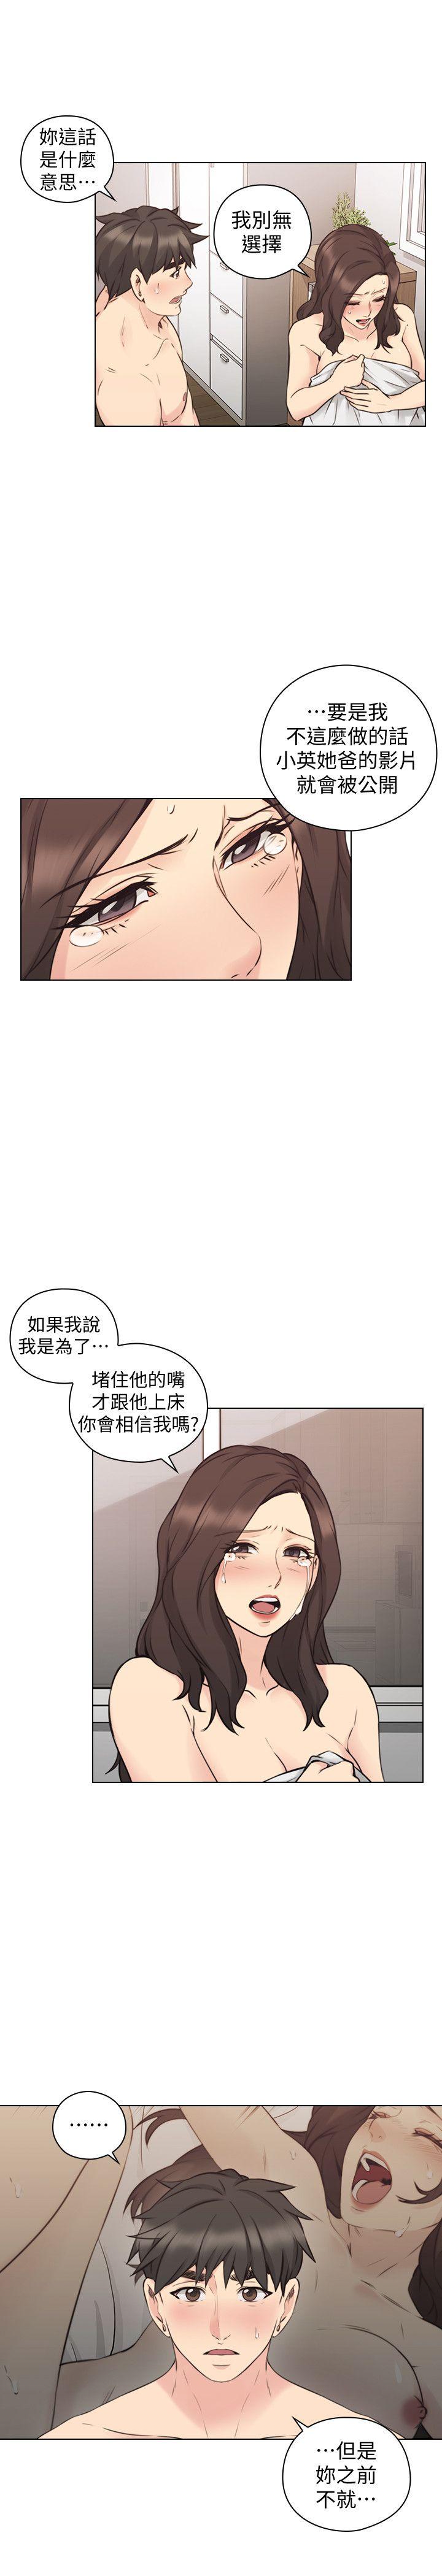 妳這話
是什麼
意思⋯
我別無
選擇
⋯要是我
不這麼做的話
小英她爸的影片
就會被公開
如果我說
我是為了⋯
堵住他的嘴
才跟他上床
你會相信我嗎?
⋯⋯
⋯但是
妳之前
不就⋯